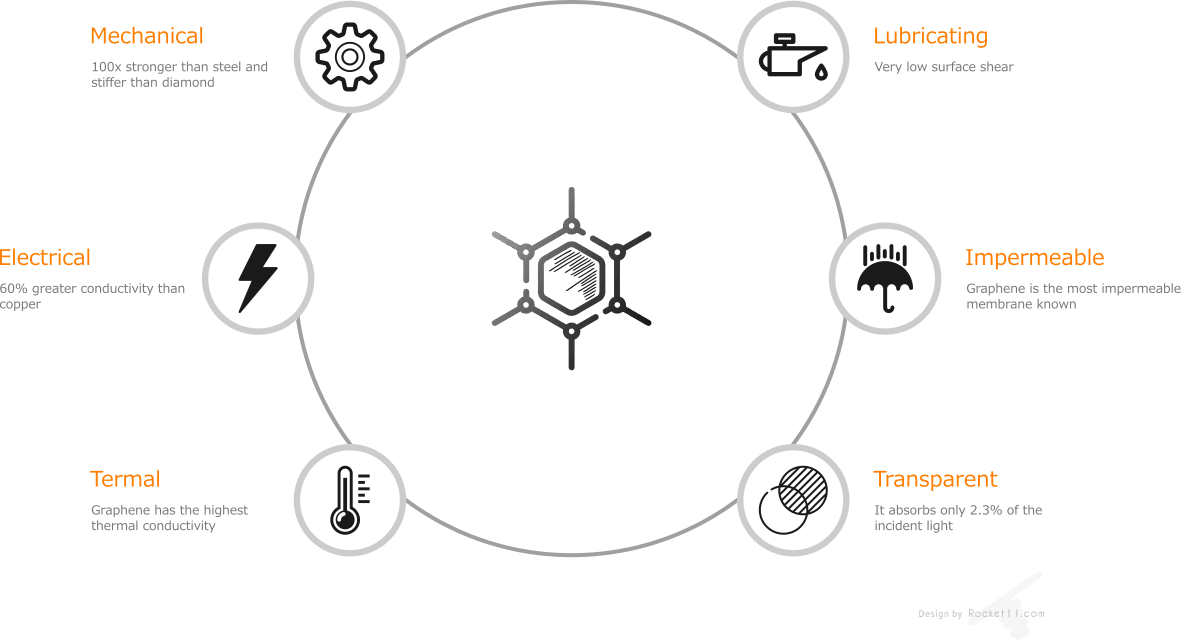 Mechanical
100x stronger than steel and
stiffer than diamond
Lubricating
Very low surface shear
Electrical
60% greater conductivity than
copper
Impermeable
Graphene is the most impermeable
membrane known
Termal
Graphene has the highest
thermal conductivity
Transparent
It absorbs only 2.3% of the
incident light
Design by Rocket11.com